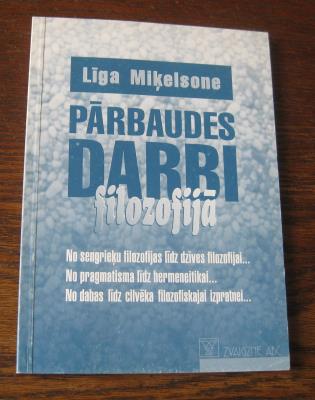 Līga Miķelsone
PĀRBAUDES
DARBI
filozofijā
No sengrieķu filozofijas līdz dzīves filozofijai...
No pragmatisma līdz hermeneitikai...
No dabas līdz cilvēka filozofiskajai izpratnei...
ZVAIGZNE ABC